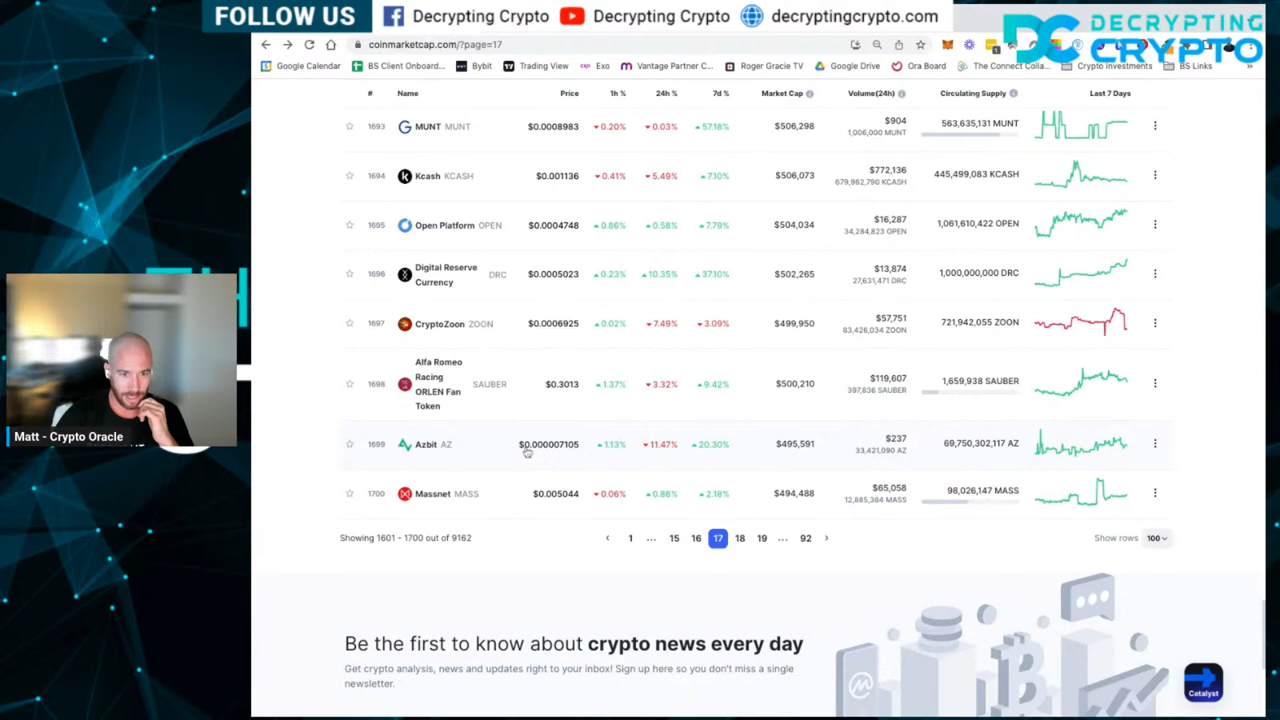 FOLLOW US
Decrypting Crypto
Decrypting Crypto
decryptingcrypto.com
DECRYPTING
CRYPTO
coinmarketcap.com/?page=17
Google Calendar
BS Client Onboard...
Bybit
Trading View
Exo
Vantage Partner C...
Roger Gracie TV
Google Drive
Ora Board
The Connect Colla...
Crypto Investments
BS Links
# Name Price 1h % 24h % 7d % Market Cap Volume(24h) Circulating Supply Last 7 Days
1693 MUNT MUNT $0.0008983 0.20% 0.03% 57.18% $506,298 $904 563,635,131 MUNT
1,006,000 MUNT
1694 Kcash KCASH $0.001136 0.41% 5.49% 7.10% $506,073 $772,136 445,499,083 KCASH
679,962,790 KCASH
1695 Open Platform OPEN $0.0004748 0.86% 0.58% 7.79% $504,034 $16,287 1,061,610,422 OPEN
34,284,823 OPEN
1696 Digital Reserve Currency DRC $0.0005023 0.23% 10.35% 37.10% $502,265 $13,874 1,000,000,000 DRC
27,631,471 DRC
1697 CryptoZoon ZOON $0.0006925 0.02% 7.49% 3.09% $499,950 $57,751 721,942,055 ZOON
83,426,034 ZOON
1698 Alfa Romeo Racing ORLEN Fan Token SAUBER $0.3013 1.37% 3.32% 9.42% $500,210 $119,607 1,659,938 SAUBER
397,836 SAUBER
1699 Azbit AZ $0.000007105 1.13% 11.47% 20.30% $495,591 $237 69,750,302,117 AZ
33,421,090 AZ
1700 Massnet MASS $0.005044 0.06% 0.86% 2.18% $494,488 $65,058 98,026,147 MASS
12,885,384 MASS
Showing 1601 - 1700 out of 9162
1 ... 15 16 17 18 19 ... 92
Show rows 100
Matt - Crypto Oracle
Be the first to know about crypto news every day
Get crypto analysis, news and updates right to your inbox! Sign up here so you don't miss a single
newsletter.
Catalyst